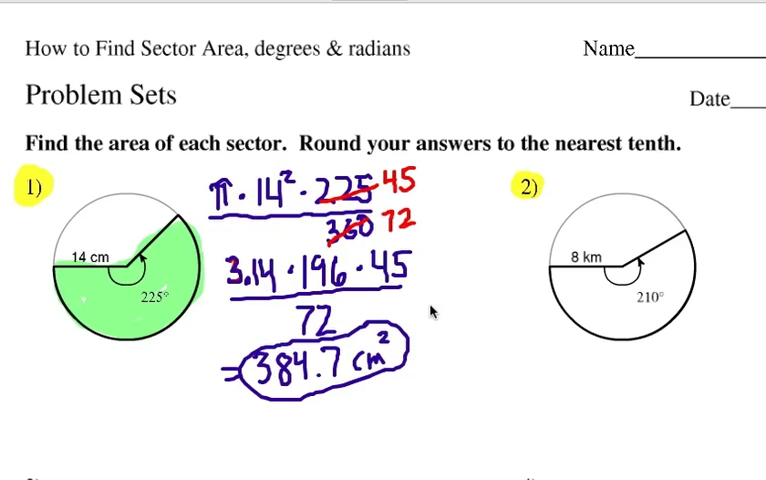 How to Find Sector Area, degrees & radians
Name________
Problem Sets
Date___
Find the area of each sector. Round your answers to the nearest tenth.
1)
14 cm
225°
π · 14² · 225 45
360 72
3.14 · 196 · 45
72
= 384.7 cm²
2)
8 km
210°